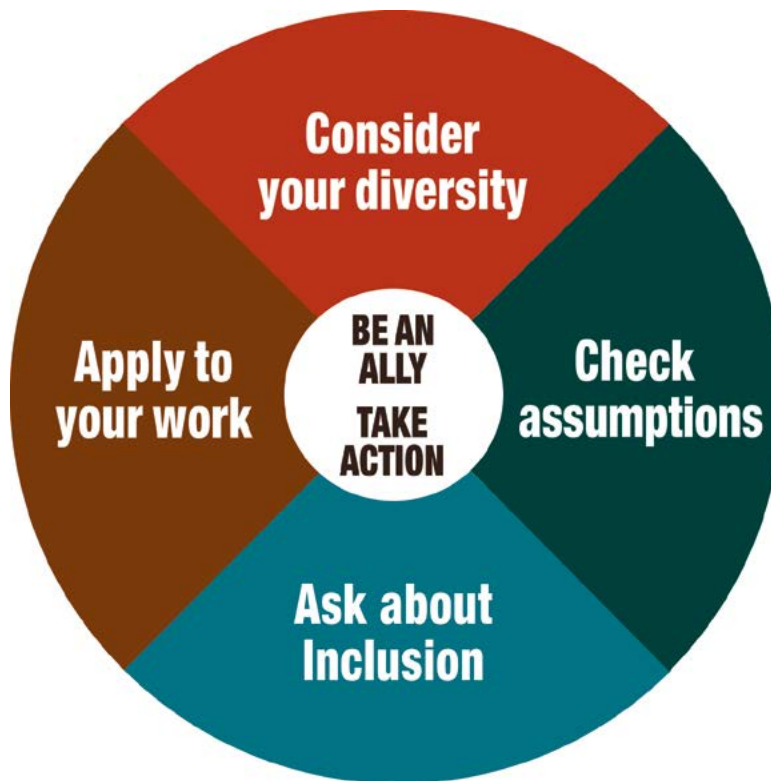 Consider
your diversity
Check
assumptions
Ask about
Inclusion
Apply to
your work
BE AN
ALLY
TAKE
ACTION